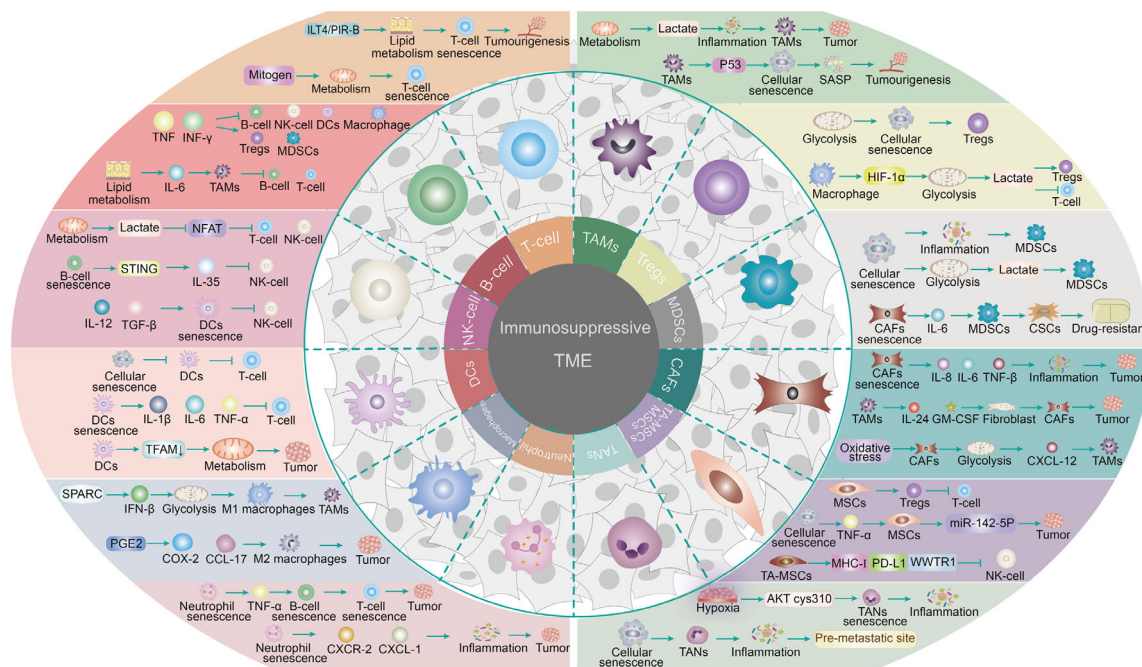 ILT4/PIR-B
Lipid
metabolism
T-cell
senescence
Tumourigenesis
Mitogen
Metabolism
T-cell
senescence
TNF
INF-γ
B-cell
NK-cell
DCs
Macrophage
Tregs
MDSCs
Lipid
metabolism
IL-6
TAMs
B-cell
T-cell
Metabolism
Lactate
NFAT
T-cell
NK-cell
B-cell
senescence
STING
IL-35
NK-cell
IL-12
TGF-β
DCs
senescence
NK-cell
Cellular senescence
DCs
T-cell
DCs
senescence
IL-1β
IL-6
TNF-α
T-cell
DCs
TFAM↓
Metabolism
Tumor
SPARC
IFN-β
Glycolysis
M1 macrophages
TAMs
PGE2
COX-2
CCL-17
M2 macrophages
Tumor
Neutrophil
senescence
TNF-α
B-cell
senescence
T-cell
senescence
Tumor
Neutrophil
senescence
CXCR-2
CXCL-1
Inflammation
Tumor
Metabolism
Lactate
Inflammation
TAMs
Tumor
TAMs
P53
Cellular
senescence
SASP
Tumourigenesis
Glycolysis
Cellular
senescence
Tregs
Macrophage
HIF-1α
Glycolysis
Lactate
Tregs
T-cell
Cellular
senescence
Inflammation
MDSCs
Glycolysis
Lactate
MDSCs
CAFs
senescence
IL-6
MDSCs
CSCs
Drug-resistant
CAFs
senescence
IL-8
IL-6
TNF-β
Inflammation
Tumor
TAMs
IL-24
GM-CSF
Fibroblast
CAFs
Tumor
Oxidative
stress
CAFs
Glycolysis
CXCL-12
TAMs
MSCs
Tregs
T-cell
Cellular
senescence
TNF-α
MSCs
miR-142-5P
Tumor
TA-MSCs
MHC-I
PD-L1
WWTR1
NK-cell
Hypoxia
AKT cys310
TANs
senescence
Inflammation
Cellular
senescence
TANs
Inflammation
Pre-metastatic site
T-cell
TAMs
Tregs
MDSCs
CAFs
TA-MSCs
MSCs
TANs
Neutrophil
Macrophages
DCs
NK-cell
B-cell
Immunosuppressive
TME